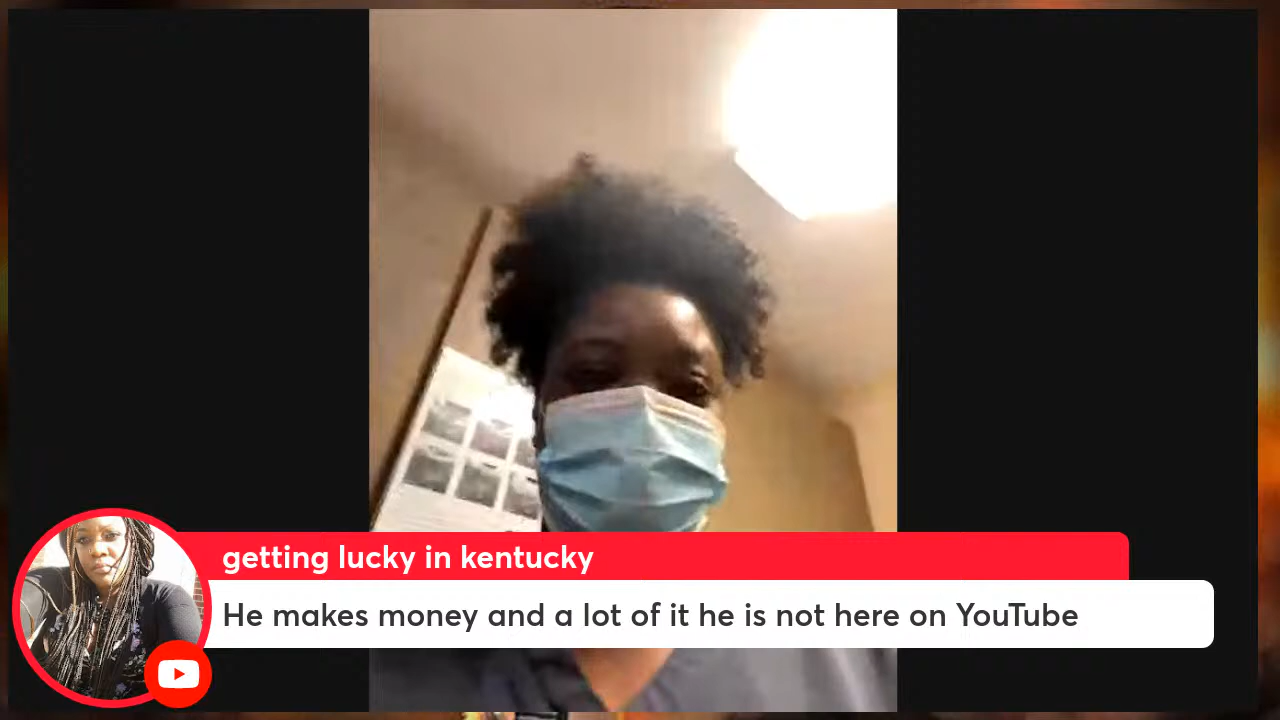 getting lucky in kentucky
He makes money and a lot of it he is not here on YouTube